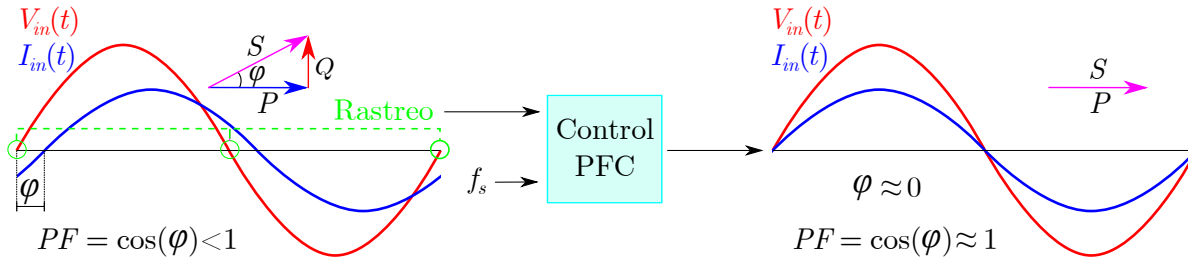 V_in(t)
I_in(t)
S
φ
Q
P
Rastreo
φ
PF = cos(φ)<1
f_s
Control
PFC
V_in(t)
I_in(t)
S
P
φ ≈ 0
PF = cos(φ) ≈ 1